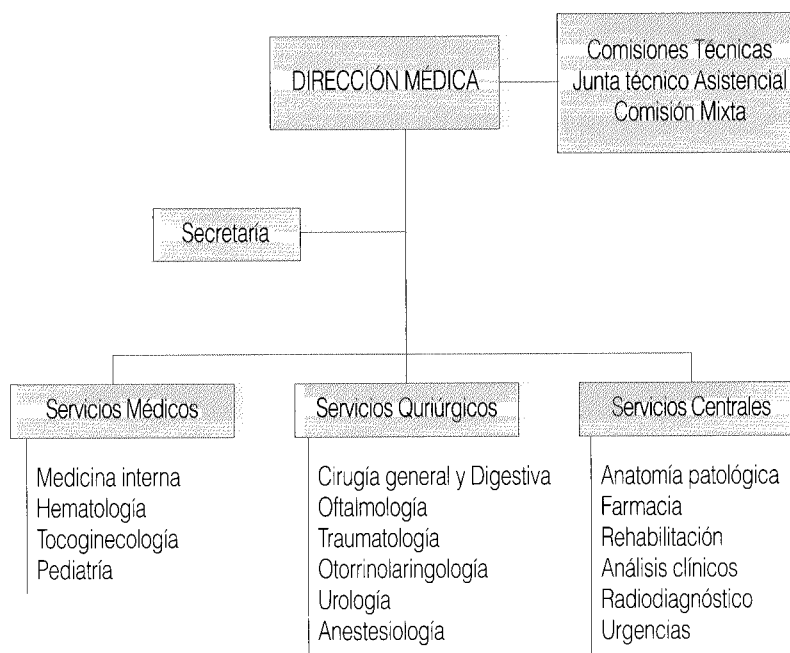 DIRECCIÓN MÉDICA
Comisiones Técnicas
Junta técnico Asistencial
Comisión Mixta
Secretaría
Servicios Médicos
Medicina interna
Hematología
Tocoginecología
Pediatría
Servicios Quriúrgicos
Cirugía general y Digestiva
Oftalmología
Traumatología
Otorrinolaringología
Urología
Anestesiología
Servicios Centrales
Anatomía patológica
Farmacia
Rehabilitación
Análisis clínicos
Radiodiagnóstico
Urgencias